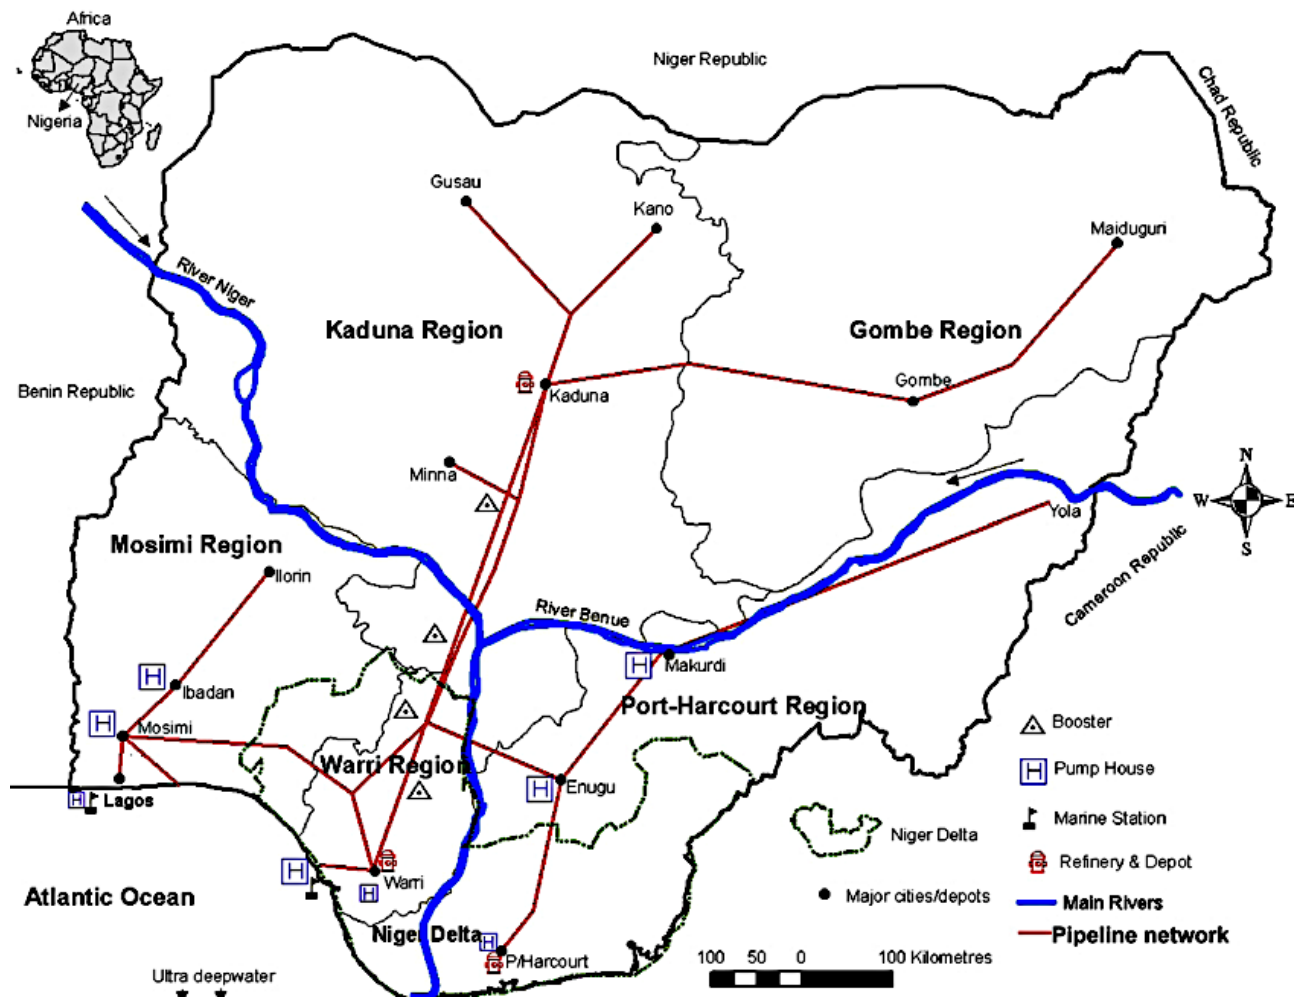 Africa
Nigeria
Niger Republic
Chad Republic
Gusau
Kano
Maiduguri
River Niger
Kaduna Region
Gombe Region
Benin Republic
Kaduna
Gombe
Minna
N
W
E
S
Yola
Mosimi Region
Ilorin
Cameroon Republic
River Benue
Makurdi
H
H
Ibadan
Port-Harcourt Region
H
Mosimi
Booster
Warri Region
H
Pump House
H
Enugu
H
Lagos
Marine Station
Niger Delta
Refinery & Depot
H
Warri
H
Major cities/depots
Main Rivers
Atlantic Ocean
Niger Delta
H
Pipeline network
P/Harcourt
100
0
100 Kilometres
Ultra deepwater